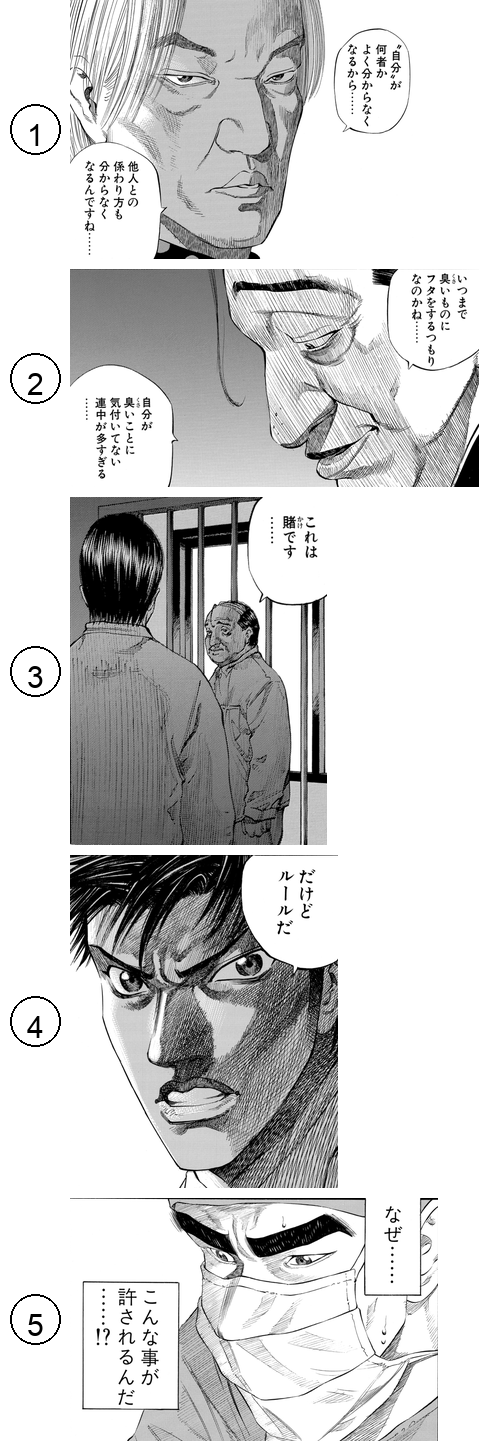 1
“自分”が
何者か
よく分からなく
なるから……
他人との
係わり方も
分からなく
なるんですね……
2
いつまで
臭いものに
フタをするつもり
なのかね…
自分が
臭いことに
気付いてない
連中が多すぎる
……
3
これは
賭です
……
4
だけど
ルールだ
5
なぜ……
こんな事が
許されるんだ
……!?